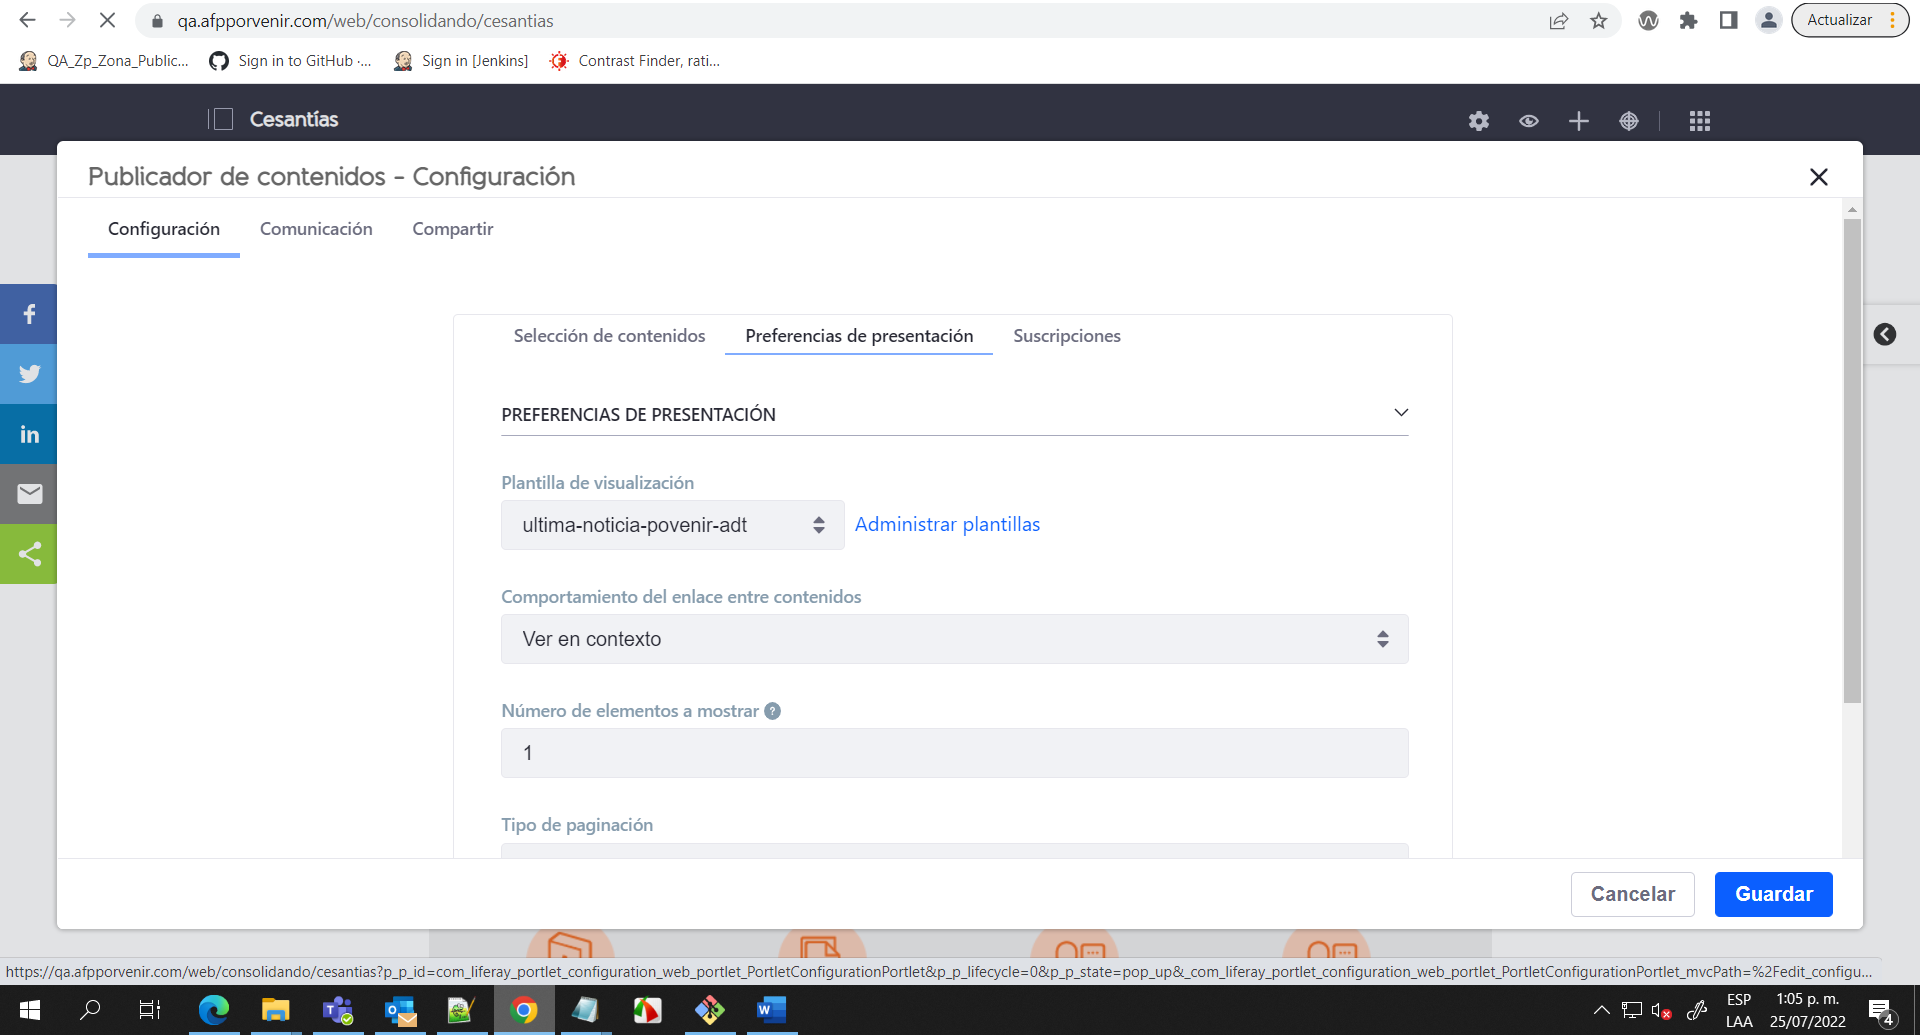 qa.afpporvenir.com/web/consolidando/cesantias
Actualizar
QA_Zp_Zona_Public...
Sign in to GitHub ·...
Sign in [Jenkins]
Contrast Finder, rati...
Cesantías
Publicador de contenidos - Configuración
Configuración
Comunicación
Compartir
Selección de contenidos
Preferencias de presentación
Suscripciones
PREFERENCIAS DE PRESENTACIÓN
Plantilla de visualización
ultima-noticia-povenir-adt
Administrar plantillas
Comportamiento del enlace entre contenidos
Ver en contexto
Número de elementos a mostrar ?
1
Tipo de paginación
Cancelar
Guardar
https://qa.afpporvenir.com/web/consolidando/cesantias?p_p_id=com_liferay_portlet_configuration_web_portlet_PortletConfigurationPortlet&p_p_lifecycle=0&p_p_state=pop_up&_com_liferay_portlet_configuration_web_portlet_PortletConfigurationPortlet_mvcPath=%2Fedit_configu...
ESP
LAA
1:05 p. m.
25/07/2022
4